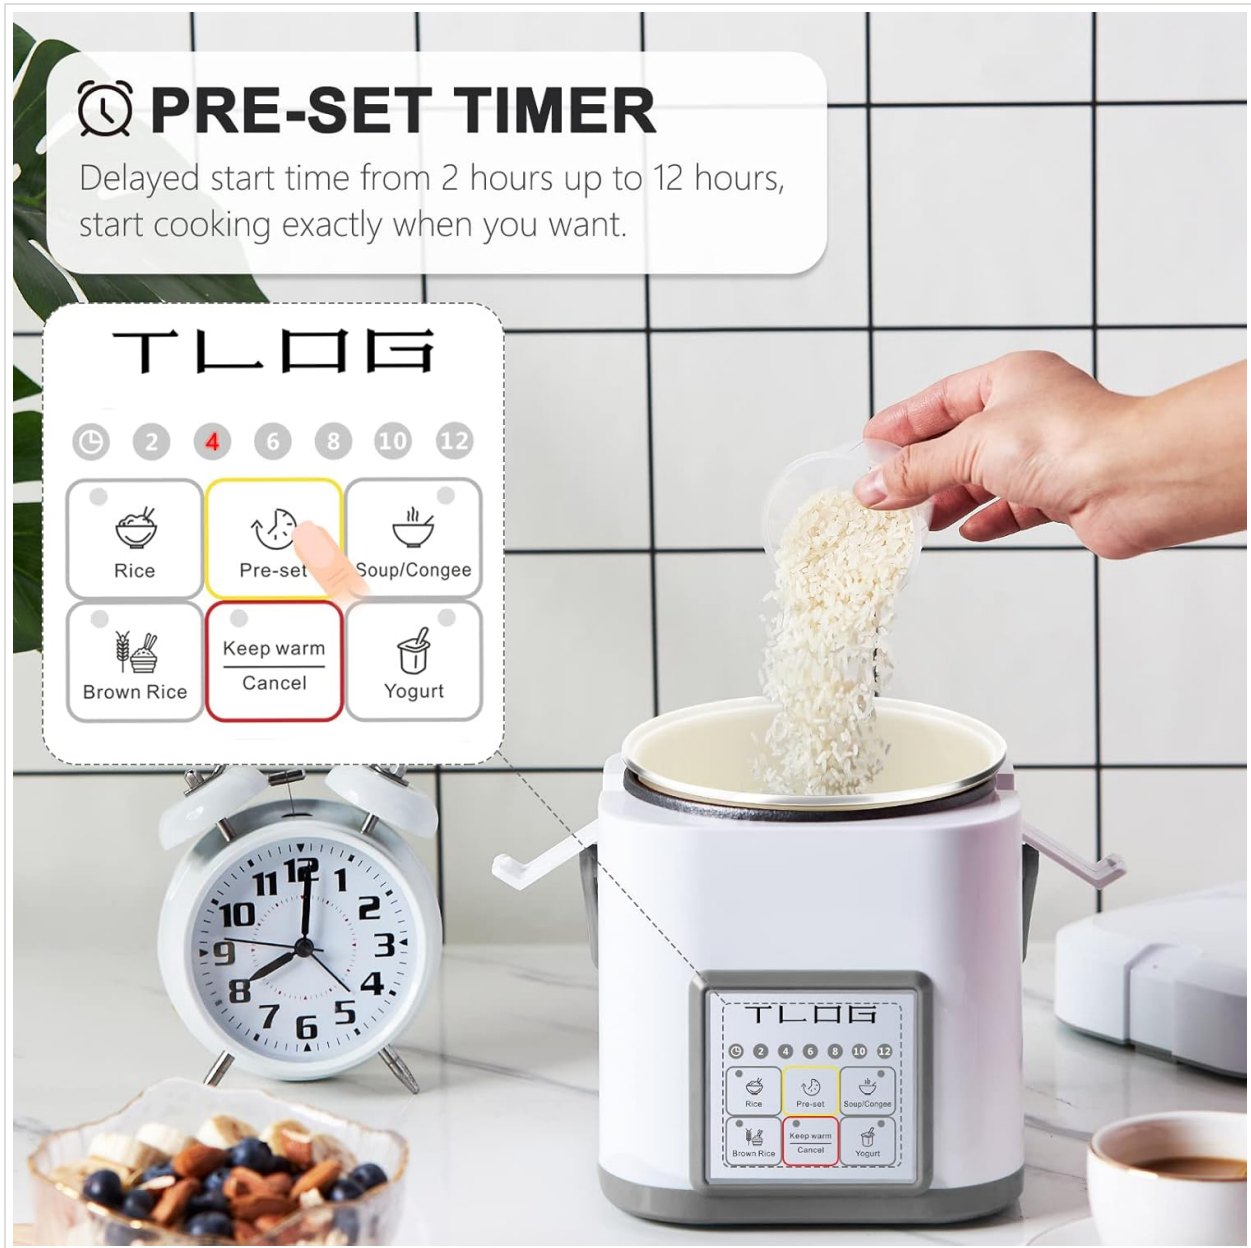 PRE-SET TIMER
Delayed start time from 2 hours up to 12 hours,
start cooking exactly when you want.
TLOG
2 4 6 8 10 12
Rice Pre-set Soup/Congee
Brown Rice Keep warm Cancel Yogurt
12 1 2 3 4 5 6 7 8 9 10 11
TLOG
2 4 6 8 10 12
Rice Pre-set Soup/Congee
Brown Rice Keep warm Cancel Yogurt